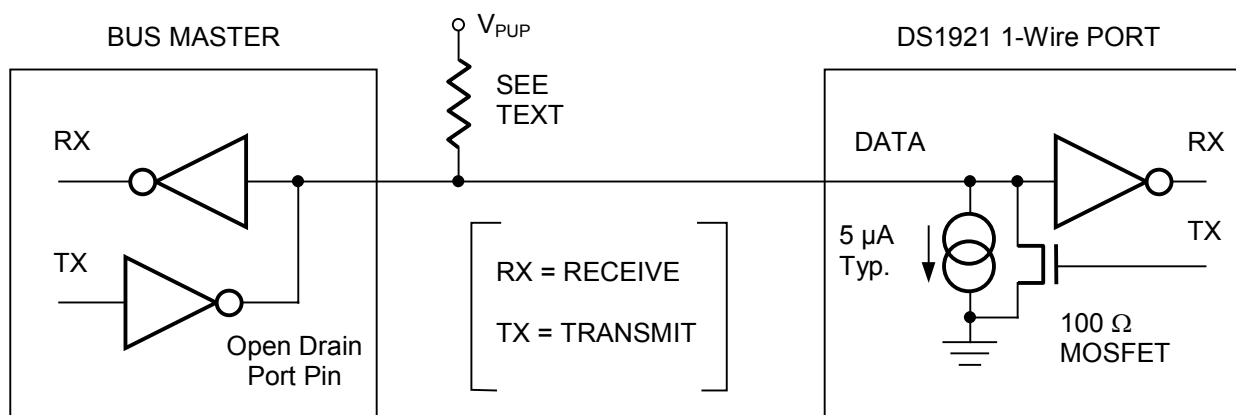 BUS MASTER
V_PUP
DS1921 1-Wire PORT
SEE
TEXT
RX
DATA
RX
TX
5 µA
Typ.
TX
RX = RECEIVE
TX = TRANSMIT
Open Drain
Port Pin
100 Ω
MOSFET